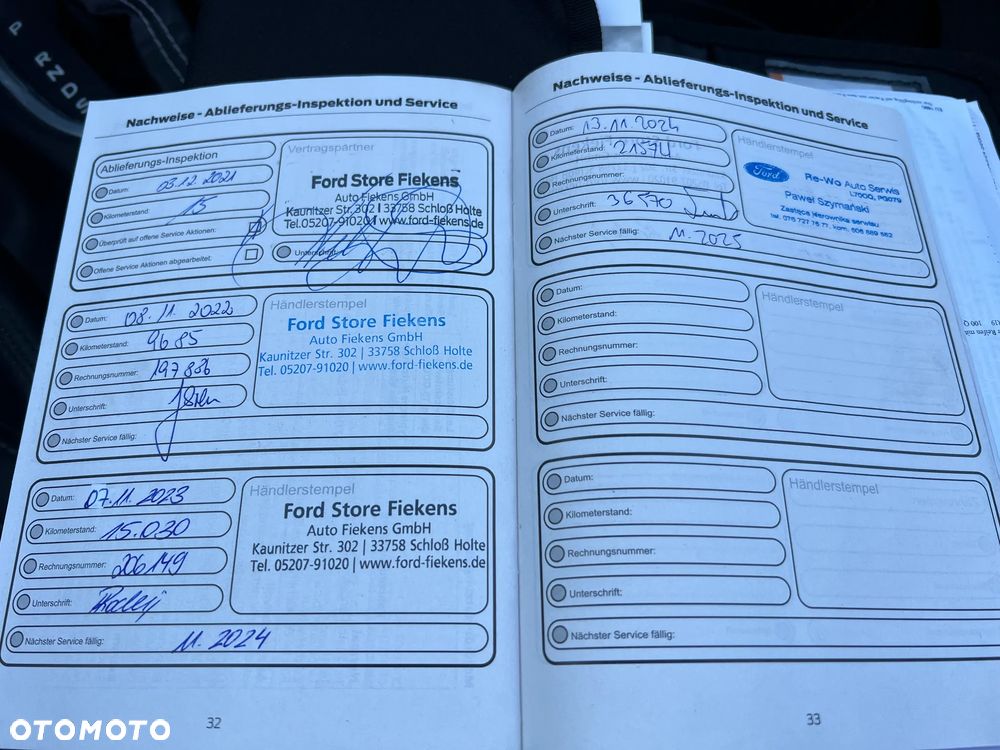 P
R
N
D
S
Nachweise - Ablieferungs-Inspektion und Service
Ablieferungs-Inspektion
Datum: 03.12.2021
Kilometerstand: 15
Überprüft auf offene Service Aktionen:
Offene Service Aktionen abgearbeitet:
Vertragspartner
Ford Store Fiekens
Auto Fiekens GmbH
Kaunitzer Str. 302 | 33758 Schloß Holte
Tel.05207-91020 | www.ford-fiekens.de
Unterschrift:
Datum: 08.11.2022
Kilometerstand: 9685
Rechnungsnummer: 197836
Unterschrift:
Nächster Service fällig:
Händlerstempel
Ford Store Fiekens
Auto Fiekens GmbH
Kaunitzer Str. 302 | 33758 Schloß Holte
Tel. 05207-91020 | www.ford-fiekens.de
Datum: 07.11.2023
Kilometerstand: 15.030
Rechnungsnummer: 206149
Unterschrift:
Nächster Service fällig: 11.2024
Händlerstempel
Ford Store Fiekens
Auto Fiekens GmbH
Kaunitzer Str. 302 | 33758 Schloß Holte
Tel. 05207-91020 | www.ford-fiekens.de
32
Nachweise - Ablieferungs-Inspektion und Service
Datum: 13.11.2024
Kilometerstand: 21574
Rechnungsnummer:
Unterschrift: 36570
Nächster Service fällig: 11.2025
Händlerstempel
Ford
Re-Wo Auto Serwis
Paweł Szymański
Zastępca kierownika serwisu
Datum:
Kilometerstand:
Rechnungsnummer:
Unterschrift:
Nächster Service fällig:
Händlerstempel
Datum:
Kilometerstand:
Rechnungsnummer:
Unterschrift:
Nächster Service fällig:
Händlerstempel
33
OTOMOTO